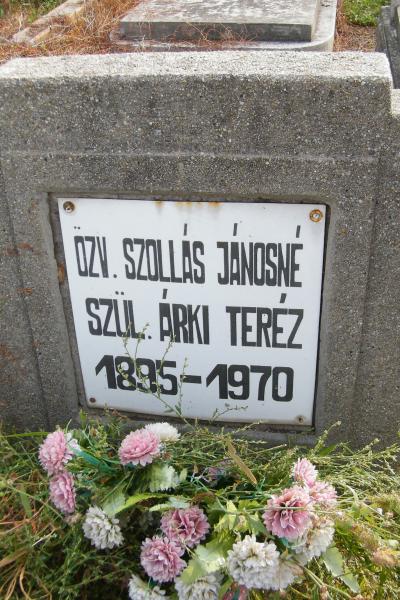 ÖZV. SZOLLÁS JÁNOSNÉ
SZÜL. ÁRKI TERÉZ
1895-1970